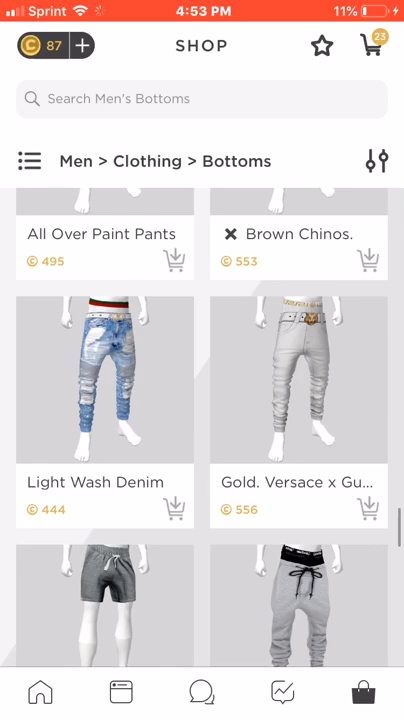 Sprint 4:53 PM 11%
87 + SHOP 23
Search Men's Bottoms
Men > Clothing > Bottoms
All Over Paint Pants
✖ Brown Chinos.
495
553
Light Wash Denim
Gold. Versace x Gu...
444
556